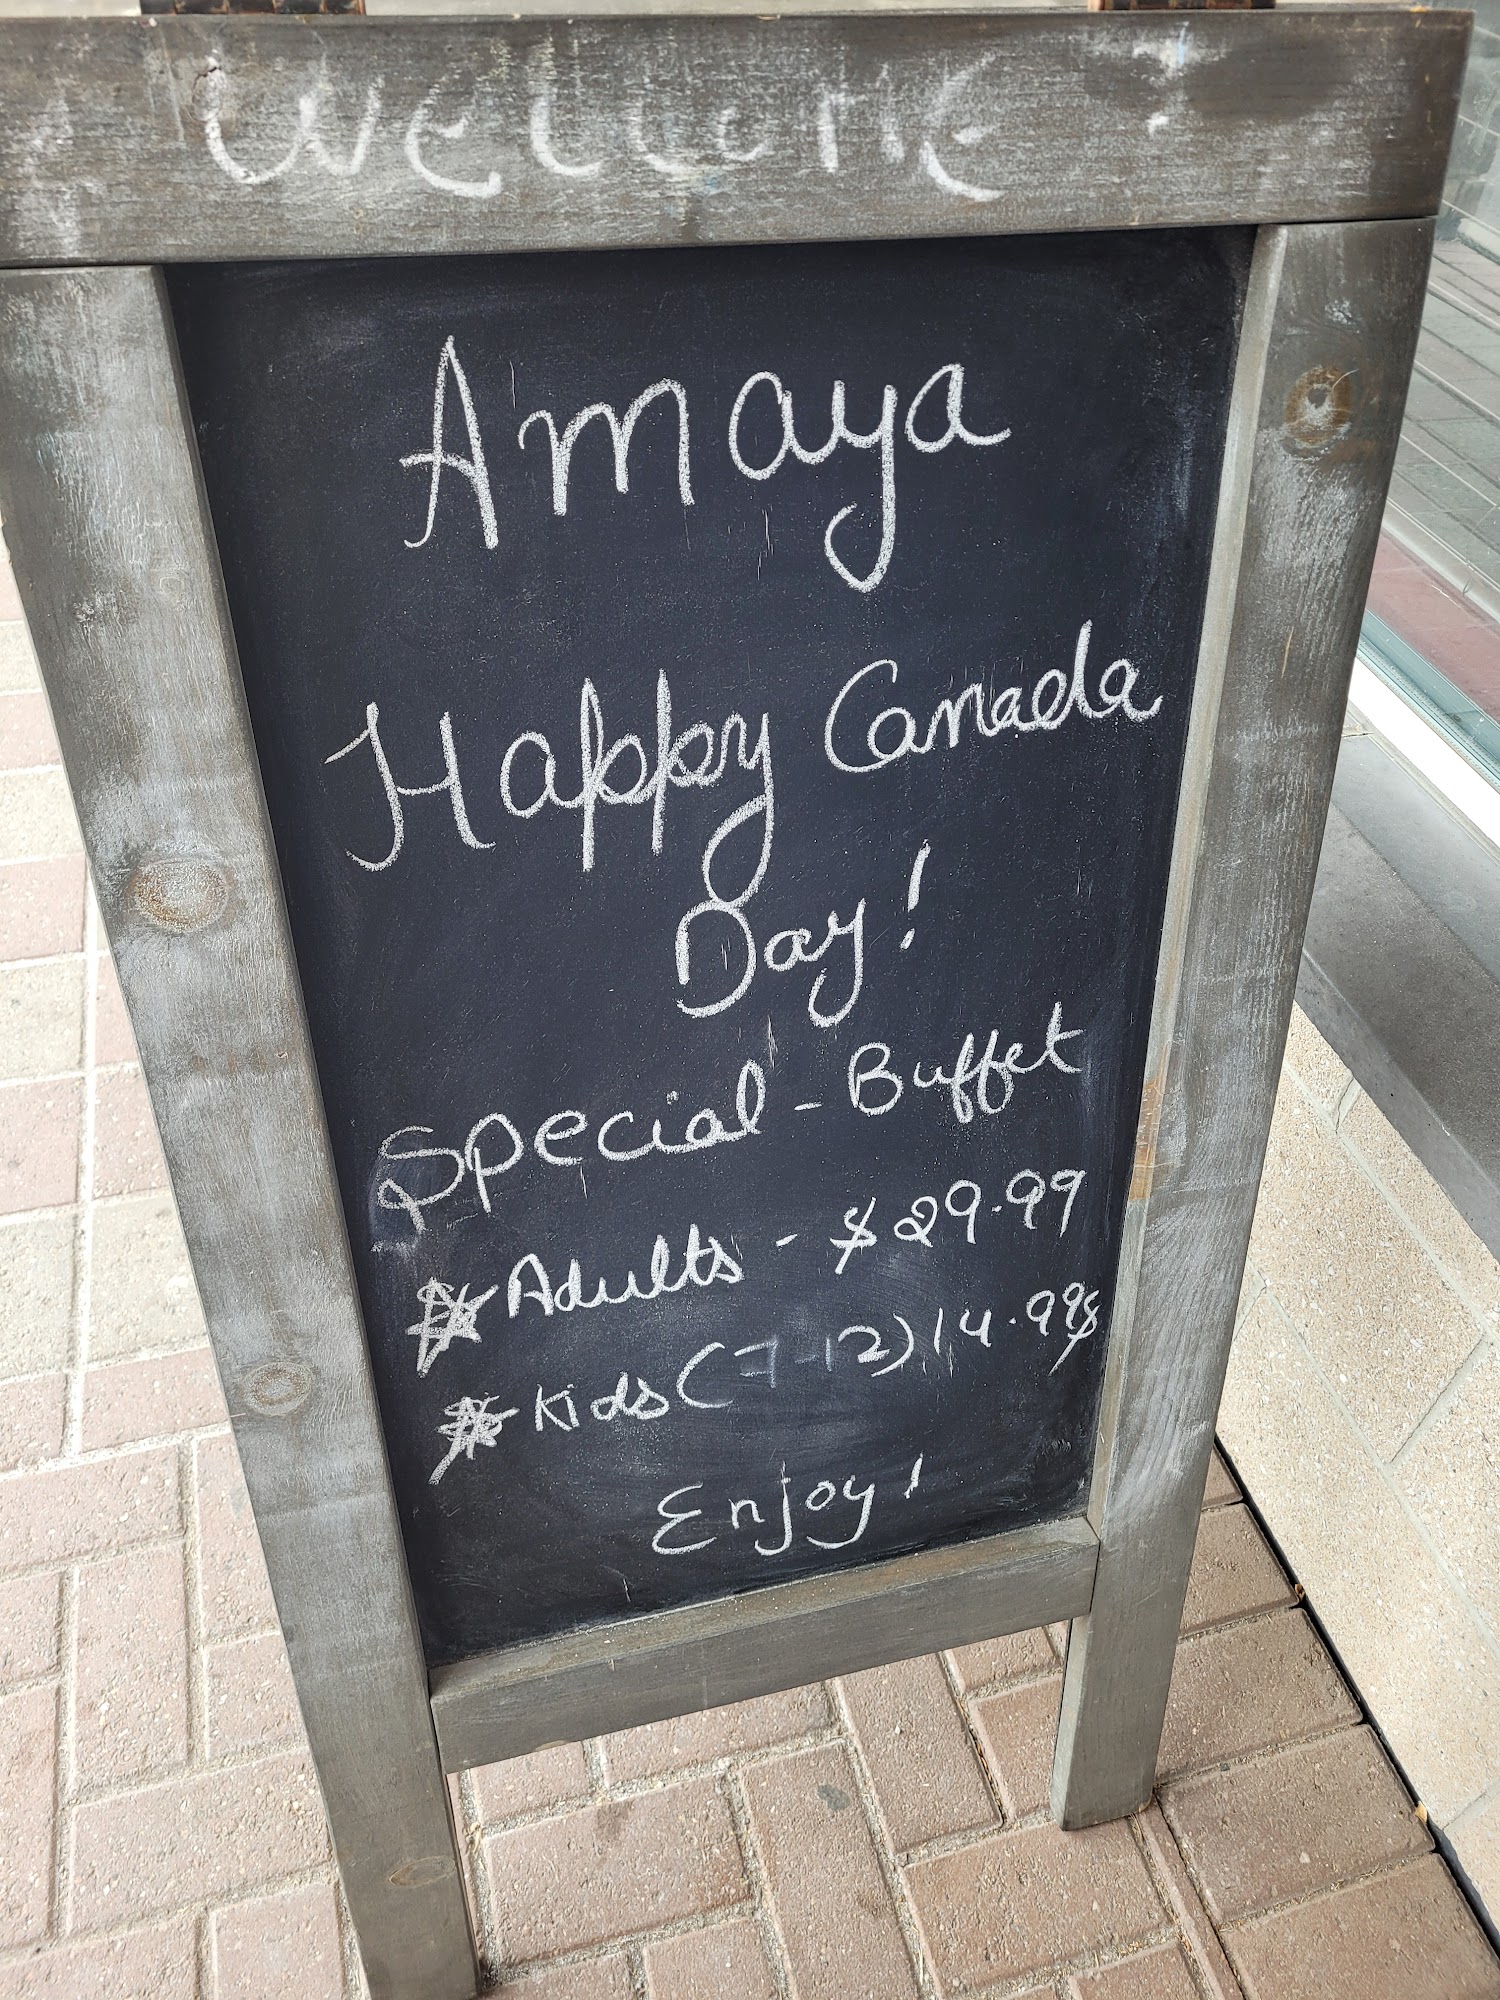 WELCOME
Amaya
Happy Canada
Day!
Special - Buffet
Adults - $29.99
Kids (7-12) 14.99$
Enjoy!